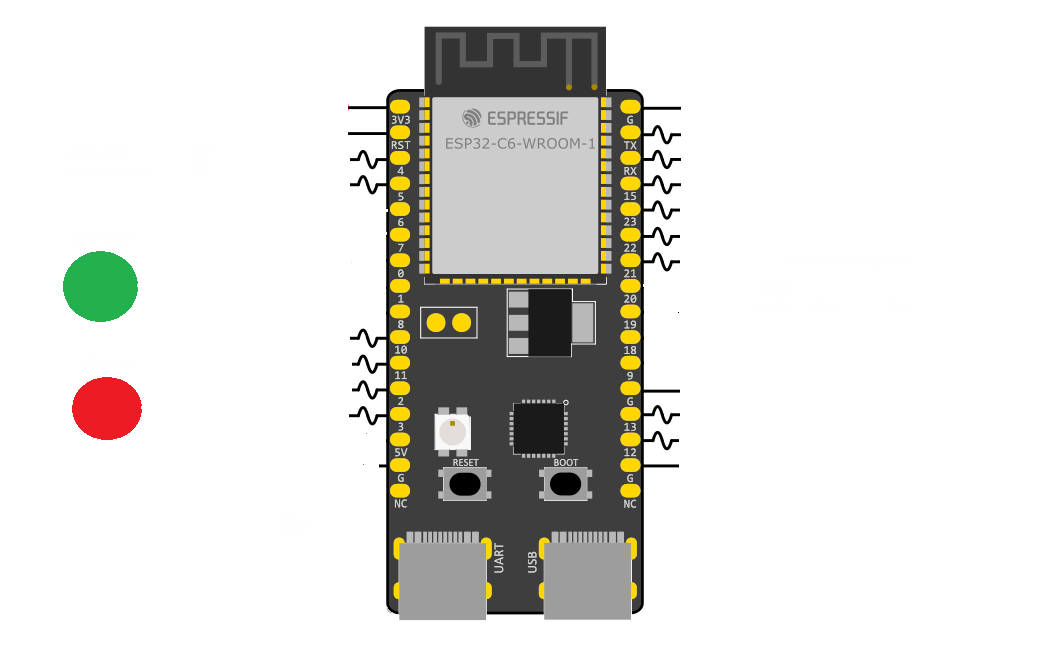 ESPRESSIF
ESP32-C6-WROOM-1
3V3
RST
4
5
6
7
0
1
8
10
11
2
3
5V
G
NC
G
TX
RX
15
23
22
21
20
19
18
9
G
13
12
G
NC
RESET
BOOT
UART
USB